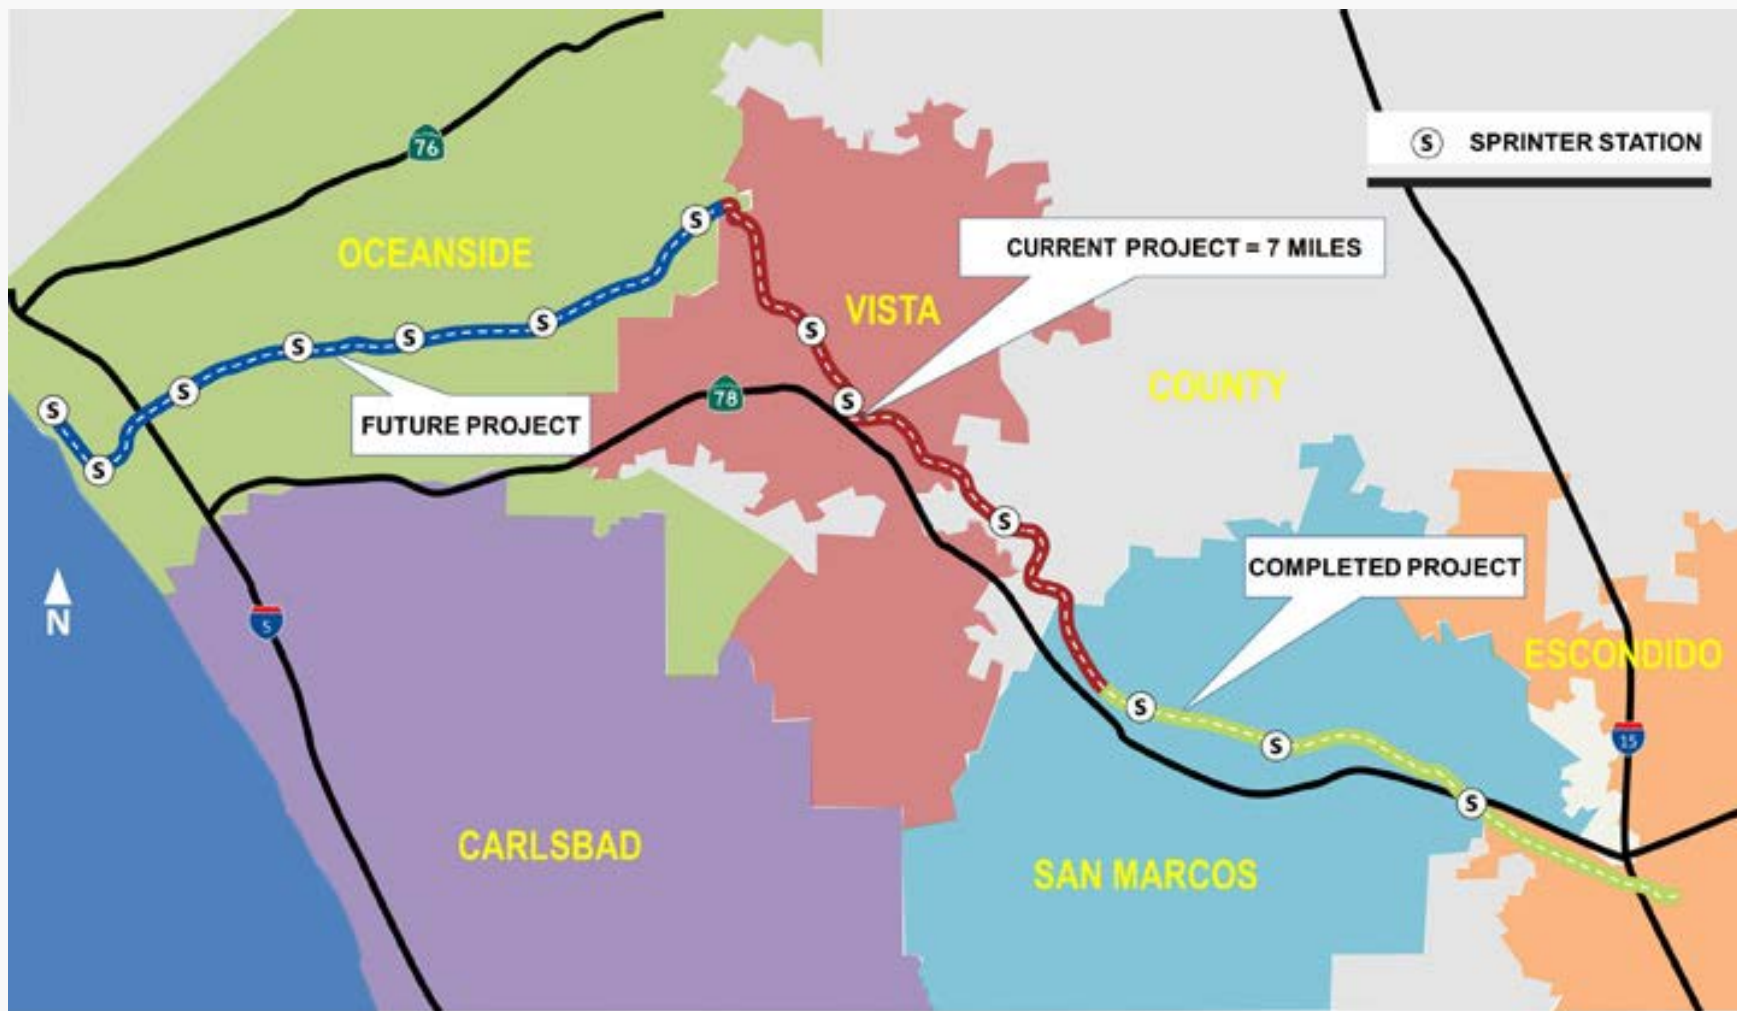 76
S SPRINTER STATION
OCEANSIDE
S
CURRENT PROJECT = 7 MILES
VISTA
S
S
S
S
S
COUNTY
78
S
S
S
FUTURE PROJECT
S
S
COMPLETED PROJECT
N
5
ESCONDIDO
S
15
S
S
CARLSBAD
SAN MARCOS